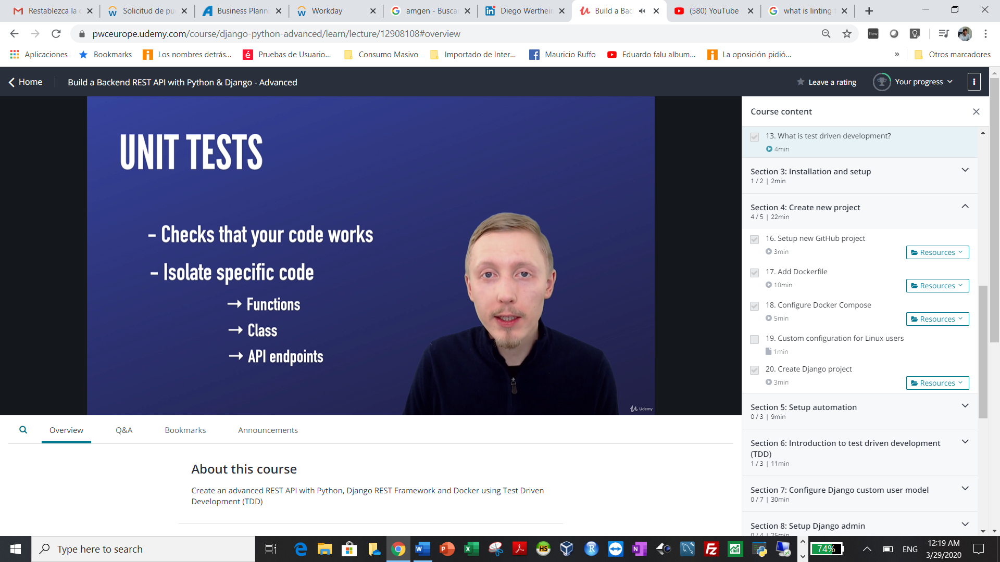 Restablezca la c
Solicitud de pu
Business Planni
Workday
amgen - Busca
Diego Werthein
Build a Bac
(580) YouTube
what is linting
pwceurope.udemy.com/course/django-python-advanced/learn/lecture/12908108#overview
Aplicaciones
Bookmarks
Los nombres detrás...
Pruebas de Usuario...
Consumo Masivo
Importado de Inter...
Mauricio Ruffo
Eduardo falu album...
La oposición pidió...
»
Otros marcadores
Home
Build a Backend REST API with Python & Django - Advanced
Leave a rating
Your progress
UNIT TESTS
- Checks that your code works
- Isolate specific code
→ Functions
→ Class
→ API endpoints
Udemy
Course content
13. What is test driven development?
4min
Section 3: Installation and setup
1 / 2 | 2min
Section 4: Create new project
4 / 5 | 22min
16. Setup new GitHub project
3min
Resources
17. Add Dockerfile
10min
Resources
18. Configure Docker Compose
5min
Resources
19. Custom configuration for Linux users
1min
20. Create Django project
3min
Resources
Section 5: Setup automation
0 / 3 | 9min
Section 6: Introduction to test driven development
(TDD)
1 / 3 | 11min
Section 7: Configure Django custom user model
0 / 7 | 30min
Section 8: Setup Django admin
0 / 4 | 25min
Overview
Q&A
Bookmarks
Announcements
About this course
Create an advanced REST API with Python, Django REST Framework and Docker using Test Driven
Development (TDD)
Type here to search
74%
ENG
12:19 AM
3/29/2020